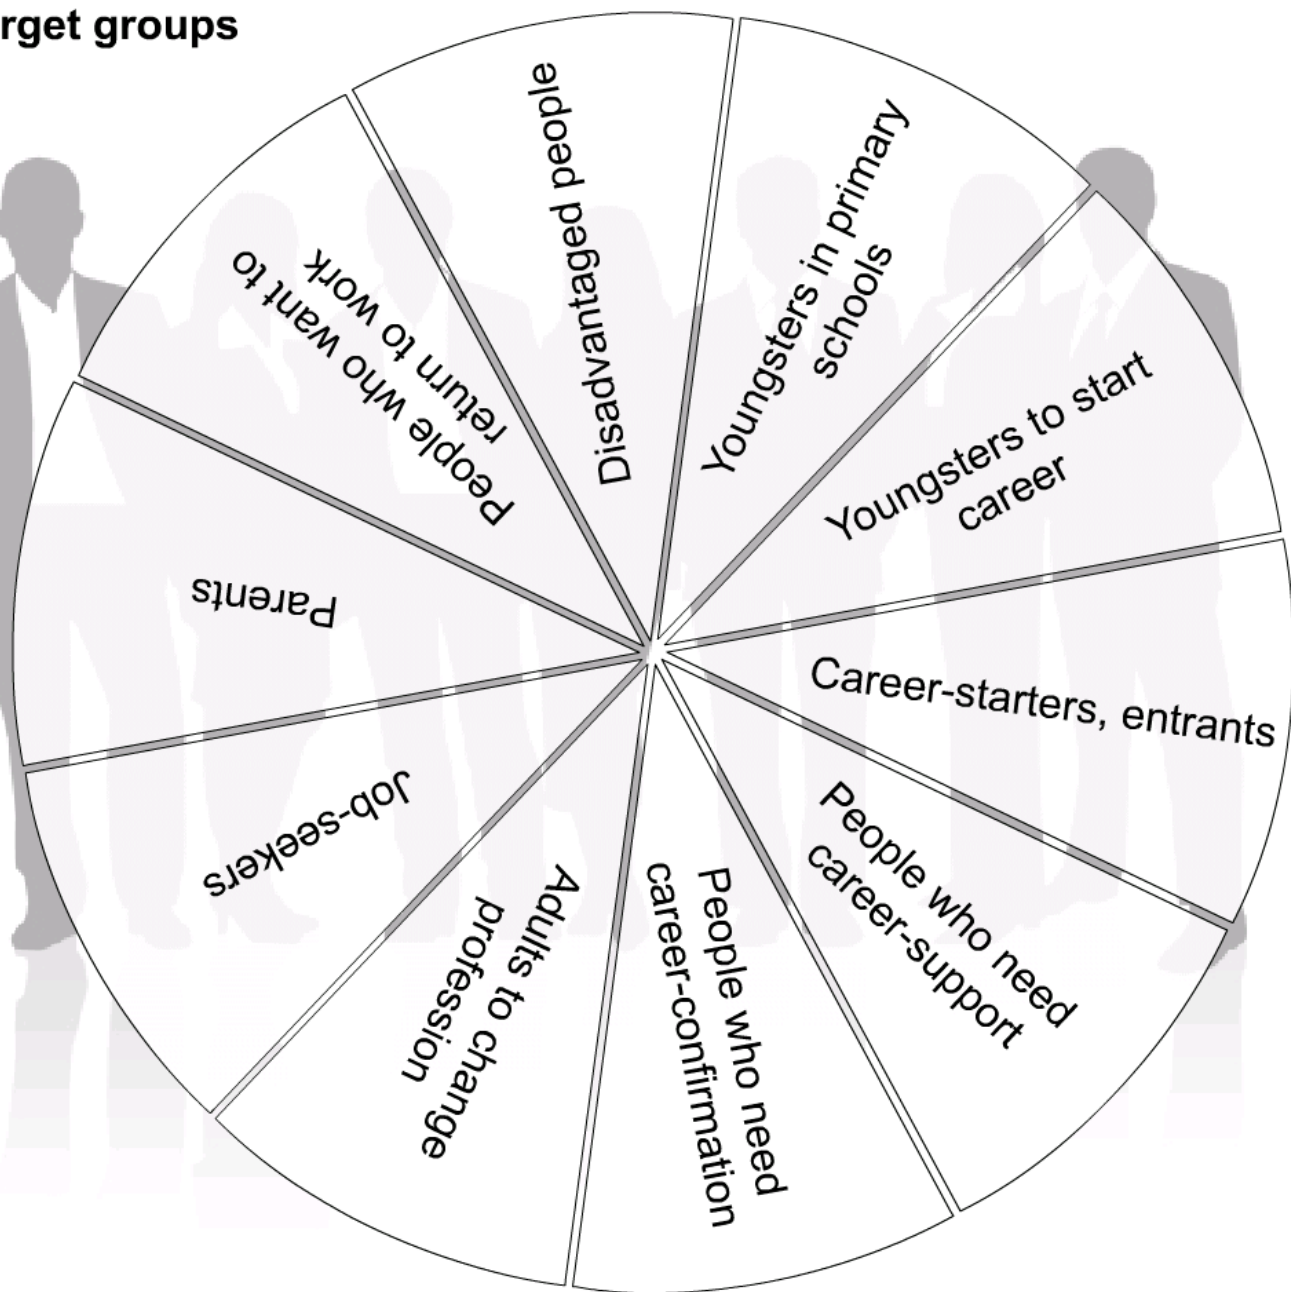 rget groups
Youngsters in primary
schools
Youngsters to start
career
Career-starters, entrants
People who need
career-support
People who need
career-confirmation
Adults to change
profession
Job-seekers
Parents
People who want to
return to work
Disadvantaged people